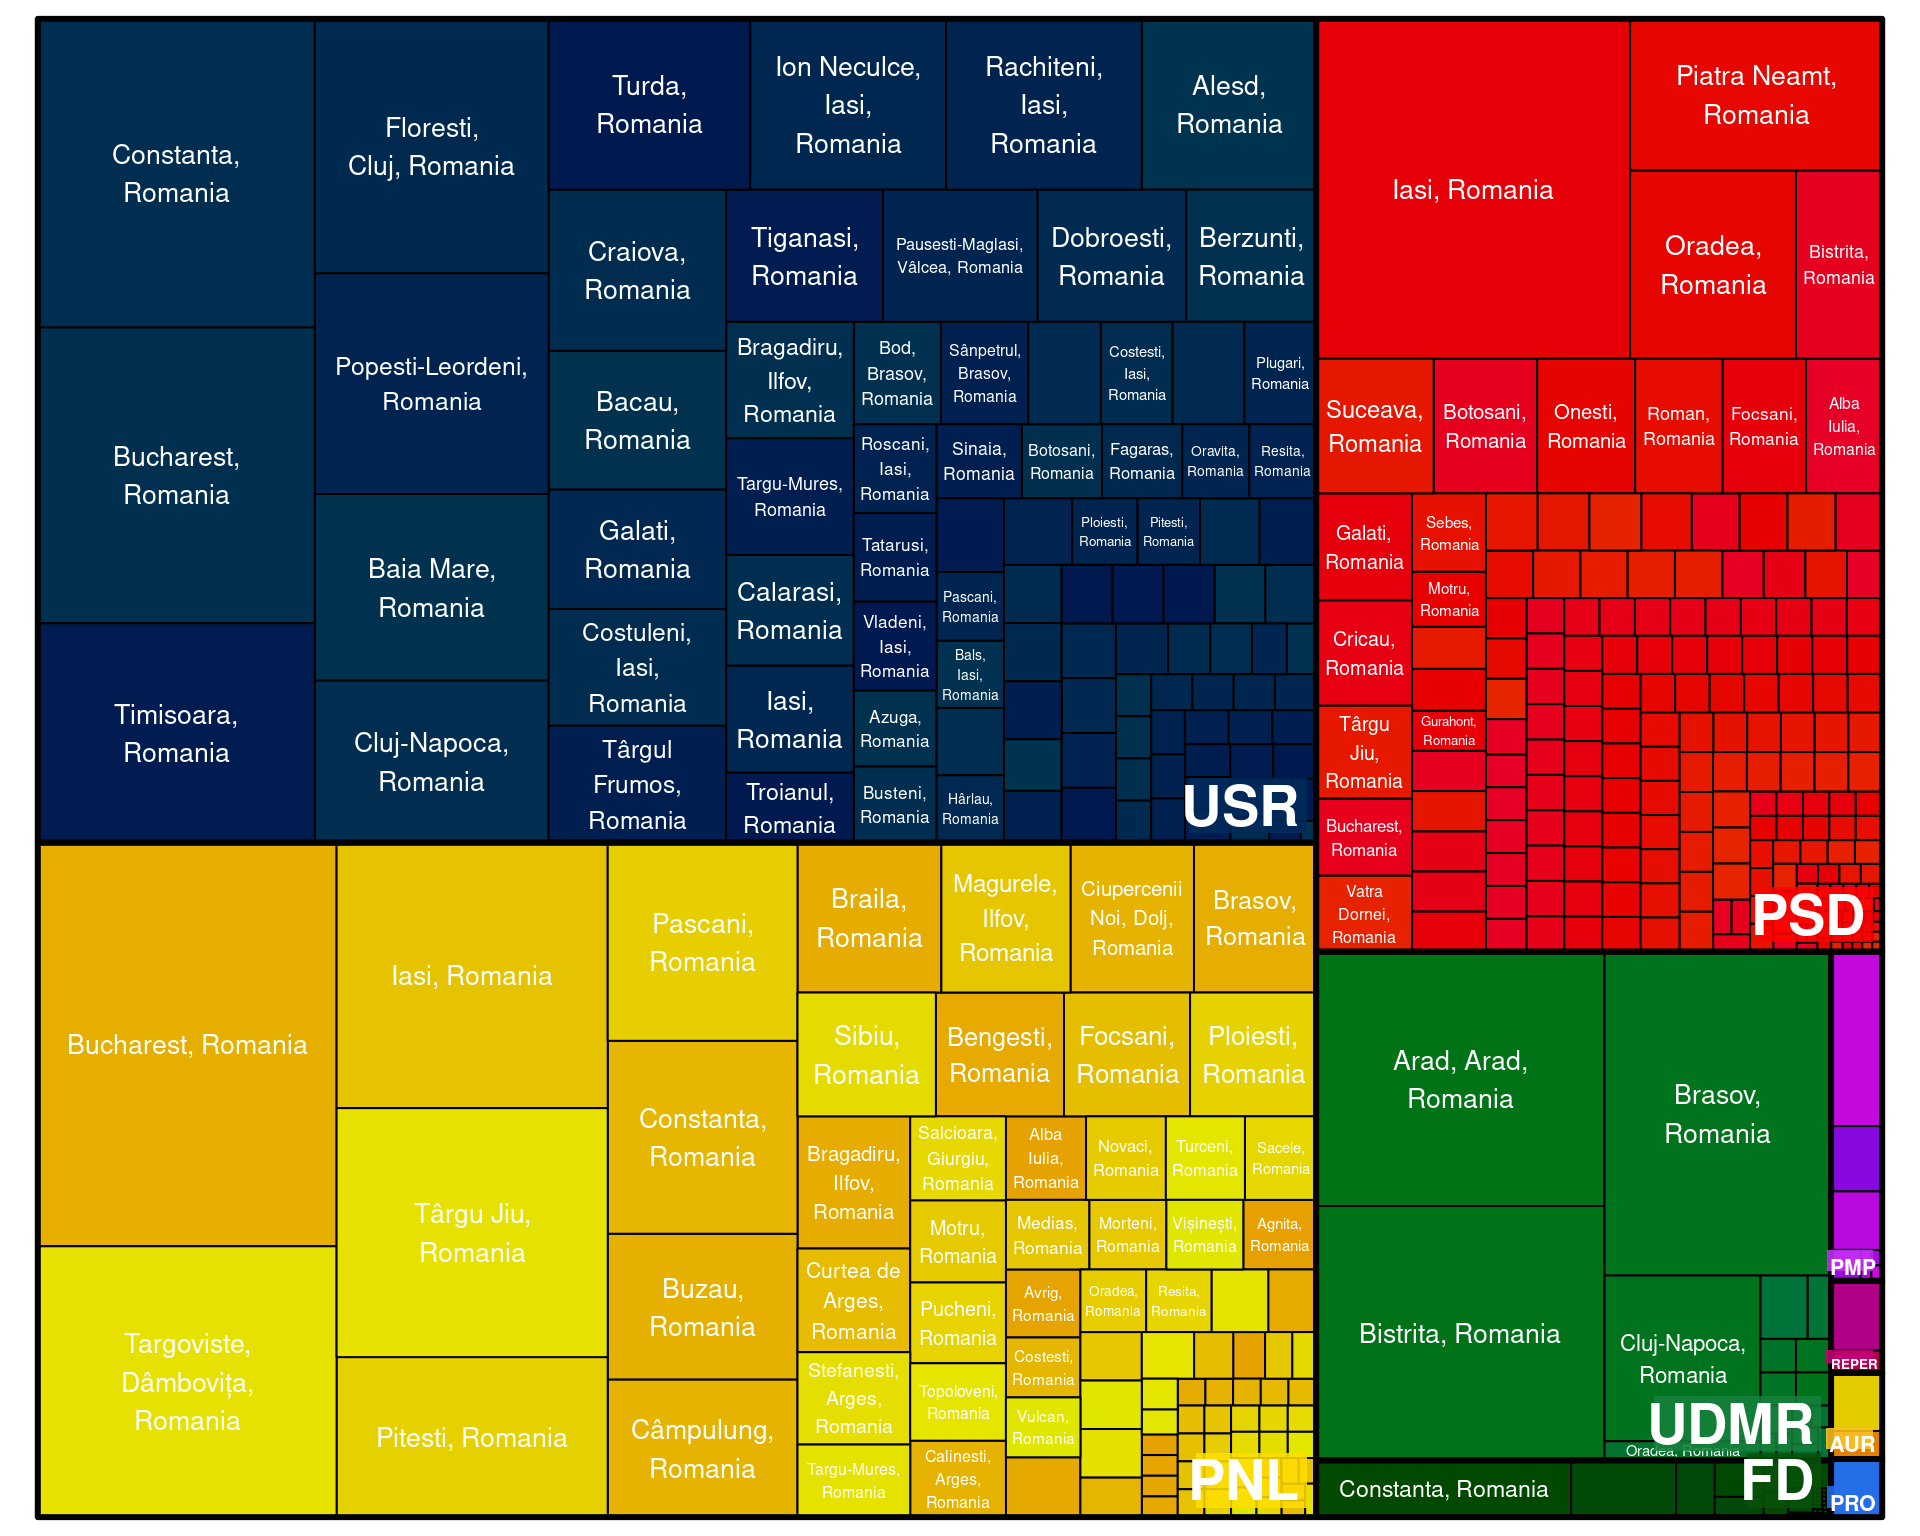 Constanta,
Romania
Bucharest,
Romania
Timisoara,
Romania
Floresti,
Cluj, Romania
Popesti-Leordeni,
Romania
Baia Mare,
Romania
Cluj-Napoca,
Romania
Turda,
Romania
Ion Neculce,
Iasi,
Romania
Rachiteni,
Iasi,
Romania
Alesd,
Romania
Craiova,
Romania
Bacau,
Romania
Galati,
Romania
Costuleni,
Iasi,
Romania
Târgul
Frumos,
Romania
Tiganasi,
Romania
Pausesti-Maglasi,
Vâlcea, Romania
Dobroesti,
Romania
Berzunti,
Romania
Bragadiru,
Ilfov,
Romania
Targu-Mures,
Romania
Calarasi,
Romania
Iasi,
Romania
Troianul,
Romania
Bod,
Brasov,
Romania
Sânpetrul,
Brasov,
Romania
Costesti,
Iasi,
Romania
Plugari,
Romania
Roscani,
Iasi,
Romania
Tatarusi,
Romania
Vladeni,
Iasi,
Romania
Azuga,
Romania
Busteni,
Romania
Sinaia,
Romania
Botosani,
Romania
Fagaras,
Romania
Oravita,
Romania
Resita,
Romania
Ploiesti,
Romania
Pitesti,
Romania
Pascani,
Romania
Bals,
Iasi,
Romania
Hârlau,
Romania
USR
Iasi, Romania
Piatra Neamt,
Romania
Oradea,
Romania
Bistrita,
Romania
Suceava,
Romania
Botosani,
Romania
Onesti,
Romania
Roman,
Romania
Focsani,
Romania
Alba
Iulia,
Romania
Galati,
Romania
Cricau,
Romania
Târgu
Jiu,
Romania
Bucharest,
Romania
Vatra
Dornei,
Romania
Sebes,
Romania
Motru,
Romania
Gurahont,
Romania
PSD
Bucharest, Romania
Targoviste,
Dâmbovița,
Romania
Iasi, Romania
Târgu Jiu,
Romania
Pitesti, Romania
Pascani,
Romania
Constanta,
Romania
Buzau,
Romania
Câmpulung,
Romania
Braila,
Romania
Magurele,
Ilfov,
Romania
Ciupercenii
Noi, Dolj,
Romania
Brasov,
Romania
Sibiu,
Romania
Bengesti,
Romania
Focsani,
Romania
Ploiesti,
Romania
Bragadiru,
Ilfov,
Romania
Curtea de
Arges,
Romania
Stefanesti,
Arges,
Romania
Targu-Mures,
Romania
Salcioara,
Giurgiu,
Romania
Motru,
Romania
Pucheni,
Romania
Topoloveni,
Romania
Calinesti,
Arges,
Romania
Alba
Iulia,
Romania
Novaci,
Romania
Turceni,
Romania
Sacele,
Romania
Medias,
Romania
Morteni,
Romania
Vișinești,
Romania
Agnita,
Romania
Avrig,
Romania
Oradea,
Romania
Resita,
Romania
Costesti,
Romania
Vulcan,
Romania
PNL
Arad, Arad,
Romania
Bistrita, Romania
Brasov,
Romania
Cluj-Napoca,
Romania
Oradea, Romania
UDMR
Constanta, Romania
FD
PMP
REPER
AUR
PRO